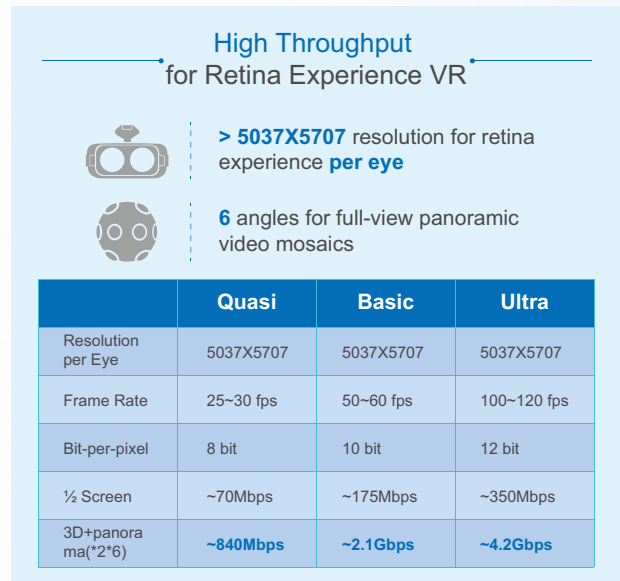 High Throughput
for Retina Experience VR
> 5037X5707 resolution for retina
experience per eye
6 angles for full-view panoramic
video mosaics
Quasi Basic Ultra
Resolution
per Eye
5037X5707 5037X5707 5037X5707
Frame Rate 25~30 fps 50~60 fps 100~120 fps
Bit-per-pixel 8 bit 10 bit 12 bit
½ Screen ~70Mbps ~175Mbps ~350Mbps
3D+panora
ma(*2*6)
~840Mbps ~2.1Gbps ~4.2Gbps